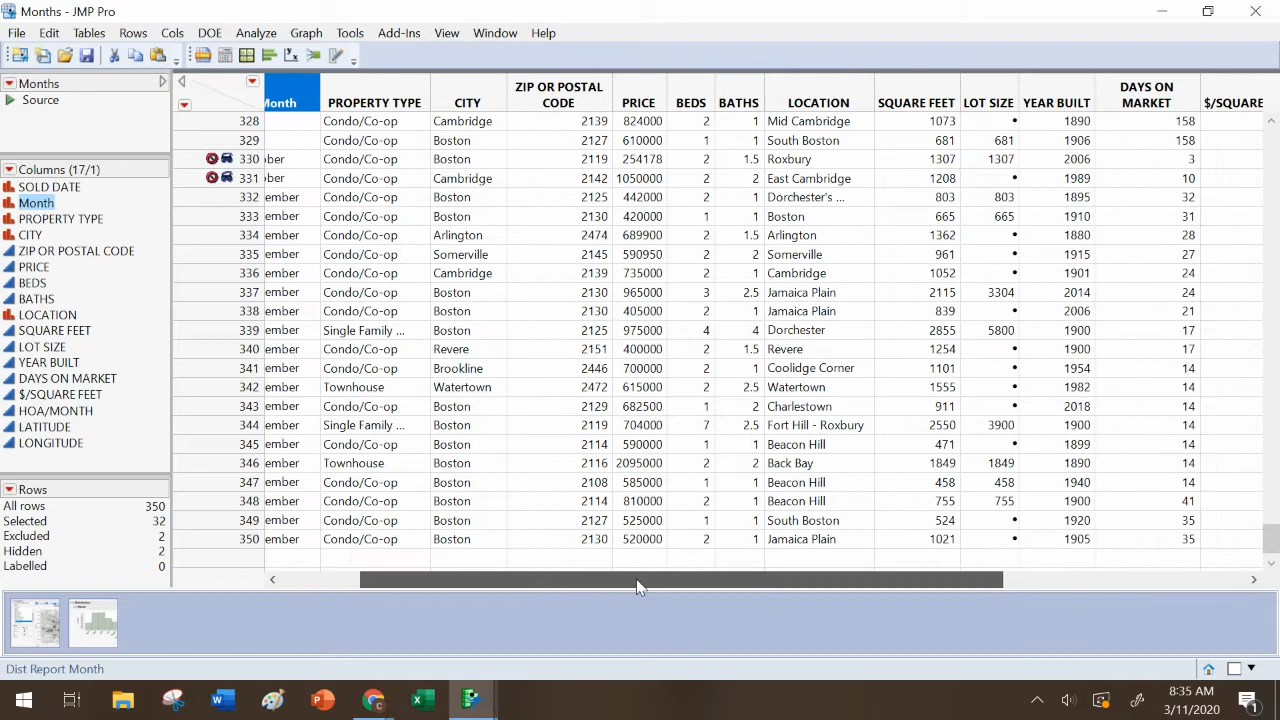 Months - JMP Pro
File Edit Tables Rows Cols DOE Analyze Graph Tools Add-Ins View Window Help
Months
Source
Columns (17/1)
SOLD DATE
Month
PROPERTY TYPE
CITY
ZIP OR POSTAL CODE
PRICE
BEDS
BATHS
LOCATION
SQUARE FEET
LOT SIZE
YEAR BUILT
DAYS ON MARKET
$/SQUARE FEET
HOA/MONTH
LATITUDE
LONGITUDE
Rows
All rows 350
Selected 32
Excluded 2
Hidden 2
Labelled 0
Month PROPERTY TYPE CITY ZIP OR POSTAL CODE PRICE BEDS BATHS LOCATION SQUARE FEET LOT SIZE YEAR BUILT DAYS ON MARKET $/SQUARE
328 Condo/Co-op Cambridge 2139 824000 2 1 Mid Cambridge 1073 • 1890 158
329 Condo/Co-op Boston 2127 610000 1 1 South Boston 681 681 1906 158
330 ber Condo/Co-op Boston 2119 254178 2 1.5 Roxbury 1307 1307 2006 3
331 ber Condo/Co-op Cambridge 2142 1050000 2 2 East Cambridge 1208 • 1989 10
332 ember Condo/Co-op Boston 2125 442000 2 1 Dorchester's ... 803 803 1895 32
333 ember Condo/Co-op Boston 2130 420000 1 1 Boston 665 665 1910 31
334 ember Condo/Co-op Arlington 2474 689900 2 1.5 Arlington 1362 • 1880 28
335 ember Condo/Co-op Somerville 2145 590950 2 2 Somerville 961 • 1915 27
336 ember Condo/Co-op Cambridge 2139 735000 2 1 Cambridge 1052 • 1901 24
337 ember Condo/Co-op Boston 2130 965000 3 2.5 Jamaica Plain 2115 3304 2014 24
338 ember Condo/Co-op Boston 2130 405000 2 1 Jamaica Plain 839 • 2006 21
339 ember Single Family ... Boston 2125 975000 4 4 Dorchester 2855 5800 1900 17
340 ember Condo/Co-op Revere 2151 400000 2 1.5 Revere 1254 • 1900 17
341 ember Condo/Co-op Brookline 2446 700000 2 1 Coolidge Corner 1101 • 1954 14
342 ember Townhouse Watertown 2472 615000 2 2.5 Watertown 1555 • 1982 14
343 ember Condo/Co-op Boston 2129 682500 1 2 Charlestown 911 • 2018 14
344 ember Single Family ... Boston 2119 704000 7 2.5 Fort Hill - Roxbury 2550 3900 1900 14
345 ember Condo/Co-op Boston 2114 590000 1 1 Beacon Hill 471 • 1899 14
346 ember Townhouse Boston 2116 2095000 2 2 Back Bay 1849 1849 1890 14
347 ember Condo/Co-op Boston 2108 585000 1 1 Beacon Hill 458 458 1940 14
348 ember Condo/Co-op Boston 2114 810000 2 1 Beacon Hill 755 755 1900 41
349 ember Condo/Co-op Boston 2127 525000 1 1 South Boston 524 • 1920 35
350 ember Condo/Co-op Boston 2130 520000 2 1 Jamaica Plain 1021 • 1905 35
Dist Report Month
8:35 AM
3/11/2020
1